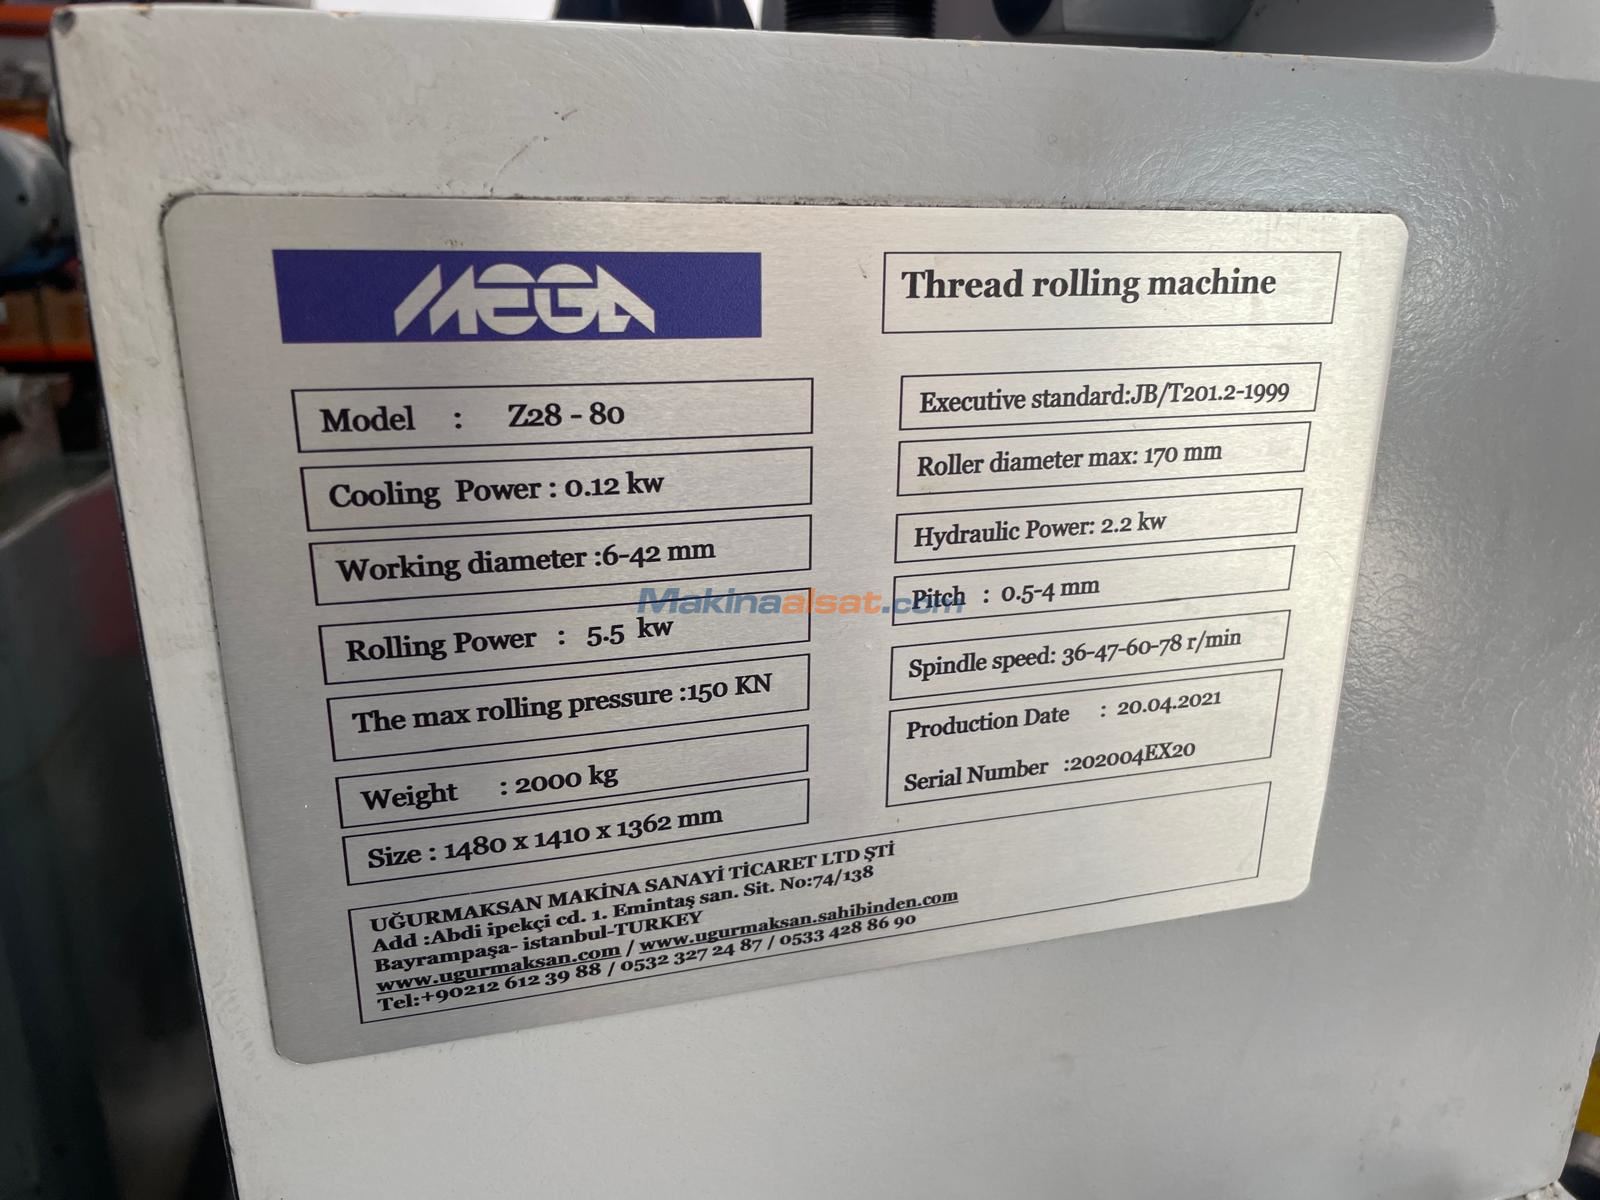 MEGA
Thread rolling machine
Model : Z28 - 80
Cooling Power : 0.12 kw
Working diameter :6-42 mm
Rolling Power : 5.5 kw
The max rolling pressure :150 KN
Weight : 2000 kg
Size : 1480 x 1410 x 1362 mm
Executive standard:JB/T201.2-1999
Roller diameter max: 170 mm
Hydraulic Power: 2.2 kw
Pitch : 0.5-4 mm
Spindle speed: 36-47-60-78 r/min
Production Date : 20.04.2021
Serial Number :202004EX20
UĞURMAKSAN MAKİNA SANAYİ TİCARET LTD ŞTİ
Add :Abdi ipekçi cd. 1. Emintaş san. Sit. No:74/138
Bayrampaşa- istanbul-TURKEY
www.ugurmaksan.com / www.ugurmaksan.sahibinden.com
Tel:+90212 612 39 88 / 0532 327 24 87 / 0533 428 86 90
Makinaalsat.com